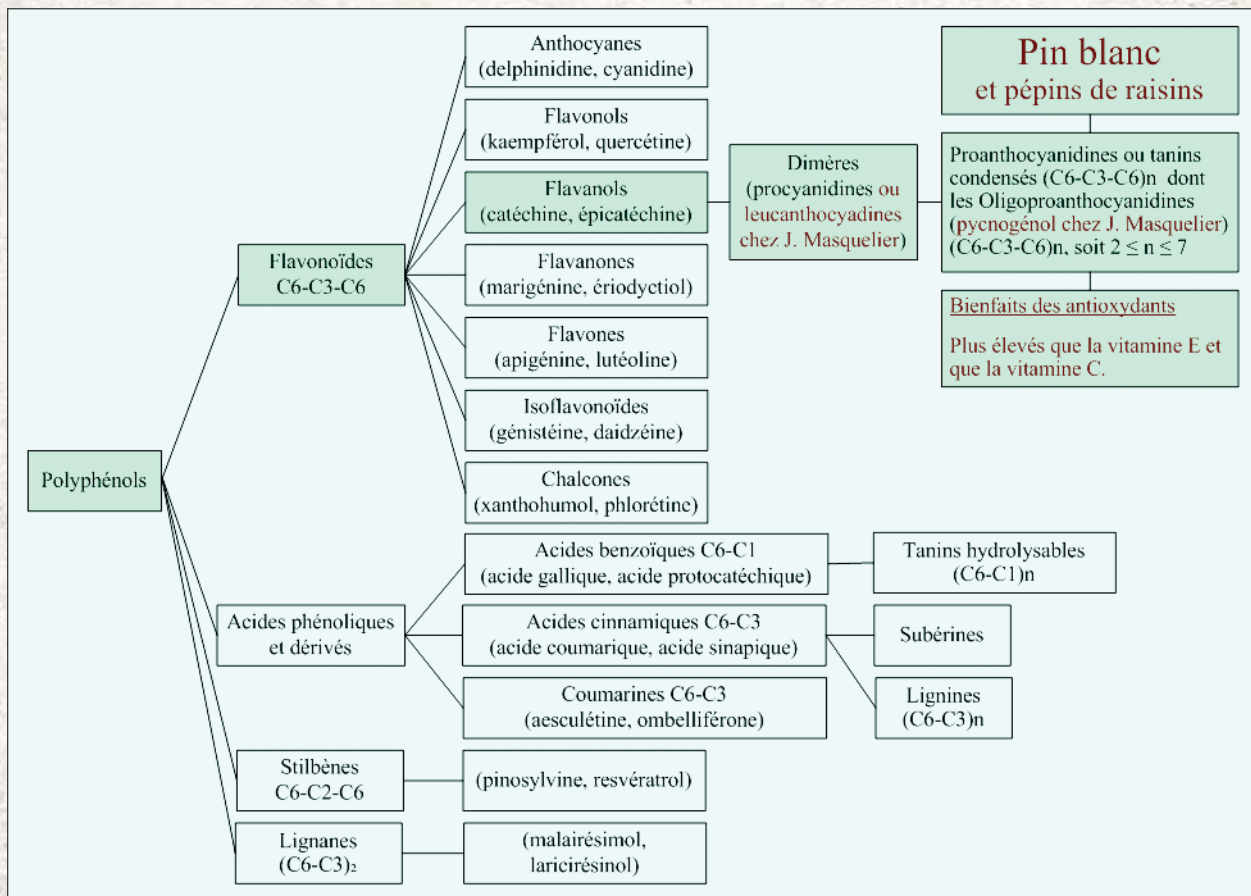 Anthocyanes
(delphinidine, cyanidine)
Flavonols
(kaempférol, quercétine)
Flavanols
(catéchine, épicatéchine)
Flavanones
(marigénine, ériodyctiol)
Flavones
(apigénine, lutéoline)
Isoflavonoïdes
(génistéine, daidzéine)
Chalcones
(xanthohumol, phlorétine)
Flavonoïdes
C6-C3-C6
Dimères
(procyanidines ou
leucanthocyadines
chez J. Masquelier)
Pin blanc
et pépins de raisins
Proanthocyanidines ou tanins
condensés (C6-C3-C6)n dont
les Oligoproanthocyanidines
(pycnogénol chez J. Masquelier)
(C6-C3-C6)n, soit 2 ≤ n ≤ 7
Bienfaits des antioxydants
Plus élevés que la vitamine E et
que la vitamine C.
Polyphénols
Acides phénoliques
et dérivés
Acides benzoïques C6-C1
(acide gallique, acide protocatéchique)
Tanins hydrolysables
(C6-C1)n
Acides cinnamiques C6-C3
(acide coumarique, acide sinapique)
Subérines
Lignines
(C6-C3)n
Coumarines C6-C3
(aesculétine, ombelliférone)
Stilbènes
C6-C2-C6
(pinosylvine, resvératrol)
Lignanes
(C6-C3)₂
(malairésimol,
laricirésinol)